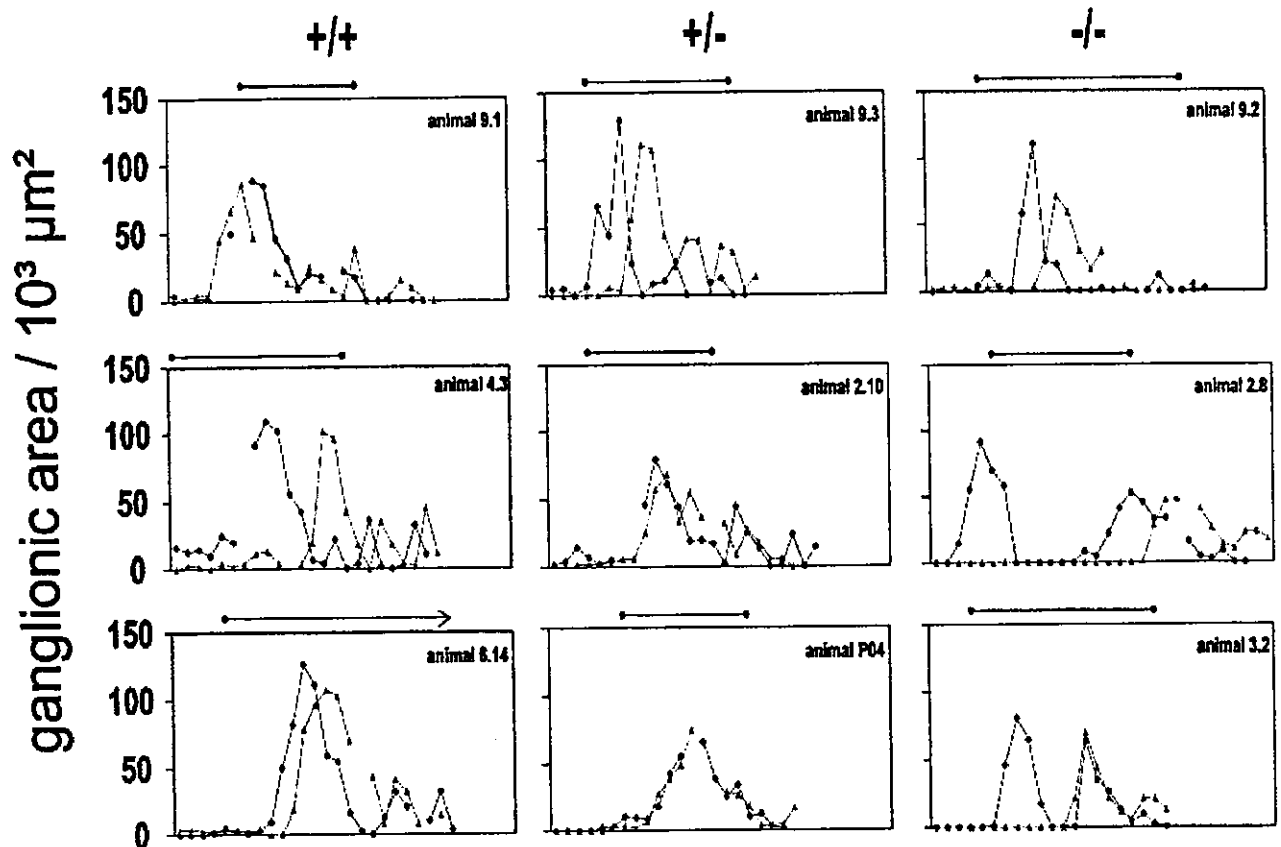 +/+ +/- -/-
ganglionic area / 10³ µm²
150
100
50
0
animal 9.1
animal 9.3
animal 9.2
150
100
50
0
animal 4.3
animal 2.10
animal 2.8
150
100
50
0
animal 6.14
animal P04
animal 3.2